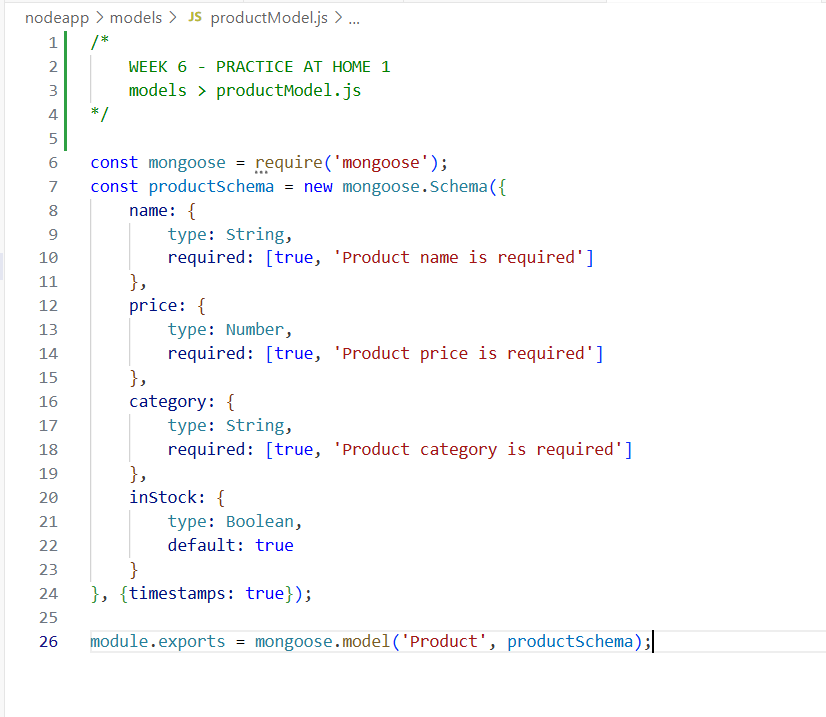 nodeapp > models > JS productModel.js > ...
1 /*
2     WEEK 6 - PRACTICE AT HOME 1
3     models > productModel.js
4 */
5
6 const mongoose = require('mongoose');
7 const productSchema = new mongoose.Schema({
8     name: {
9         type: String,
10         required: [true, 'Product name is required']
11     },
12     price: {
13         type: Number,
14         required: [true, 'Product price is required']
15     },
16     category: {
17         type: String,
18         required: [true, 'Product category is required']
19     },
20     inStock: {
21         type: Boolean,
22         default: true
23     }
24 }, {timestamps: true});
25
26 module.exports = mongoose.model('Product', productSchema);